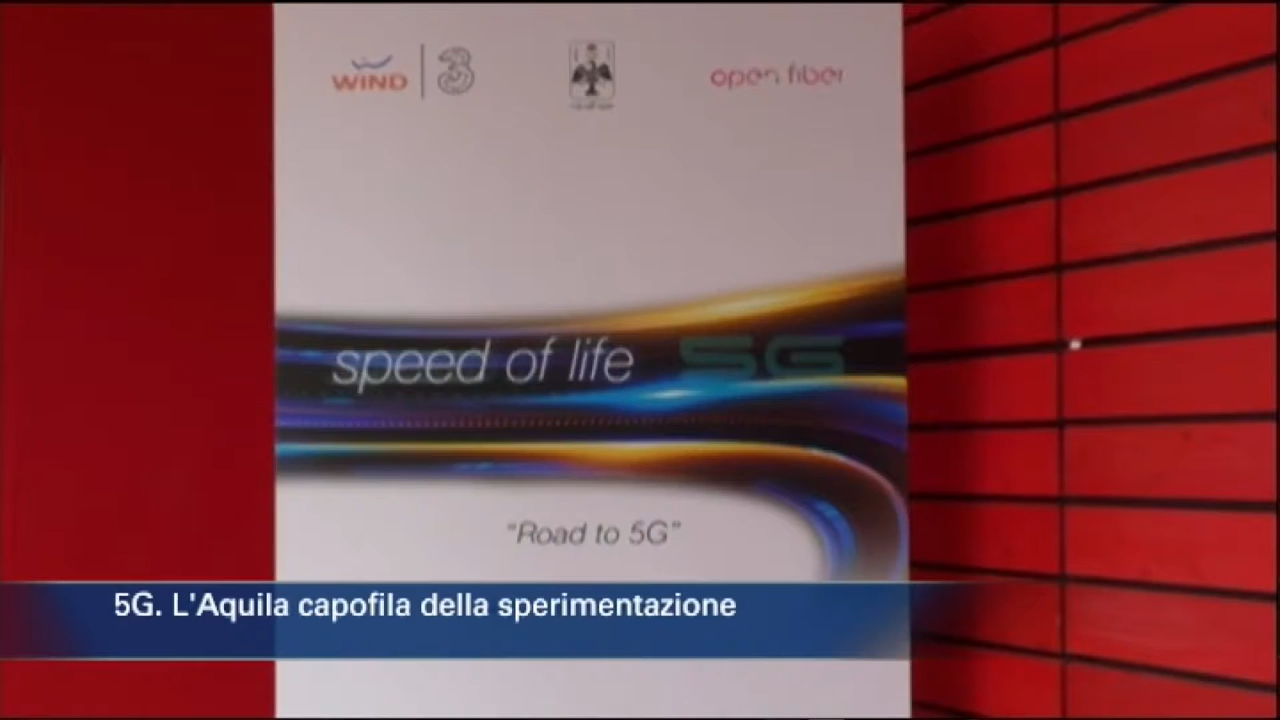 WIND 3
open fiber
speed of life 5G
"Road to 5G"
5G. L'Aquila capofila della sperimentazione